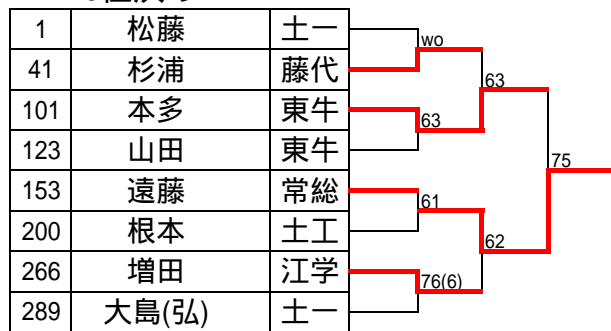 1 松藤 土一
wo
41 杉浦 藤代
63
101 本多 東牛
63
123 山田 東牛
75
153 遠藤 常総
61
200 根本 土工
62
266 増田 江学
76(6)
289 大島(弘) 土一